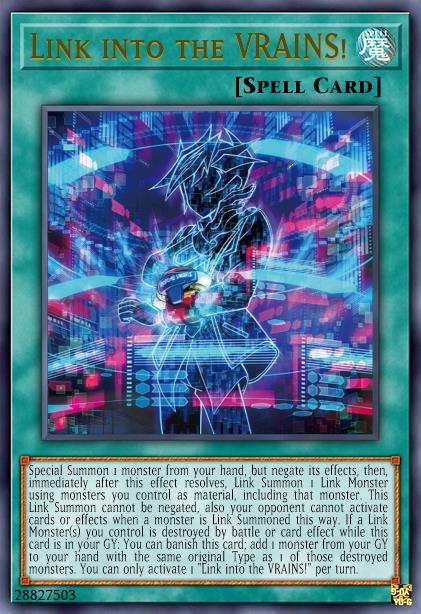 LINK INTO THE VRAINS!
SPELL
魔
[SPELL CARD]
Special Summon 1 monster from your hand, but negate its effects, then,
immediately after this effect resolves, Link Summon 1 Link Monster
using monsters you control as material, including that monster. This
Link Summon cannot be negated, also your opponent cannot activate
cards or effects when a monster is Link Summoned this way. If a Link
Monster(s) you control is destroyed by battle or card effect while this
card is in your GY: You can banish this card; add 1 monster from your GY
to your hand with the same original Type as 1 of those destroyed
monsters. You can only activate 1 "Link into the VRAINS!" per turn.
28827503